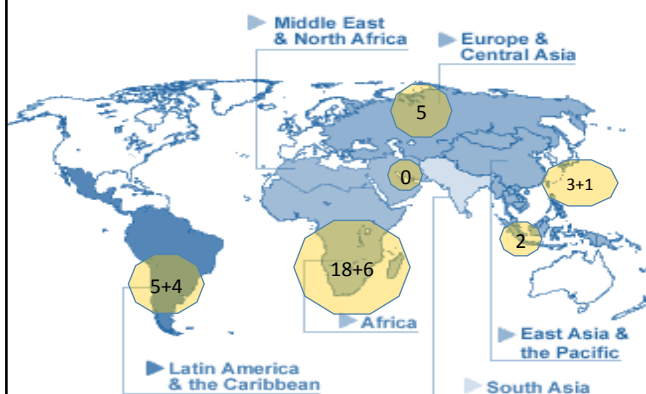 Middle East
& North Africa
Europe &
Central Asia
5
0
3+1
2
18+6
5+4
Africa
East Asia &
the Pacific
Latin America
& the Caribbean
South Asia